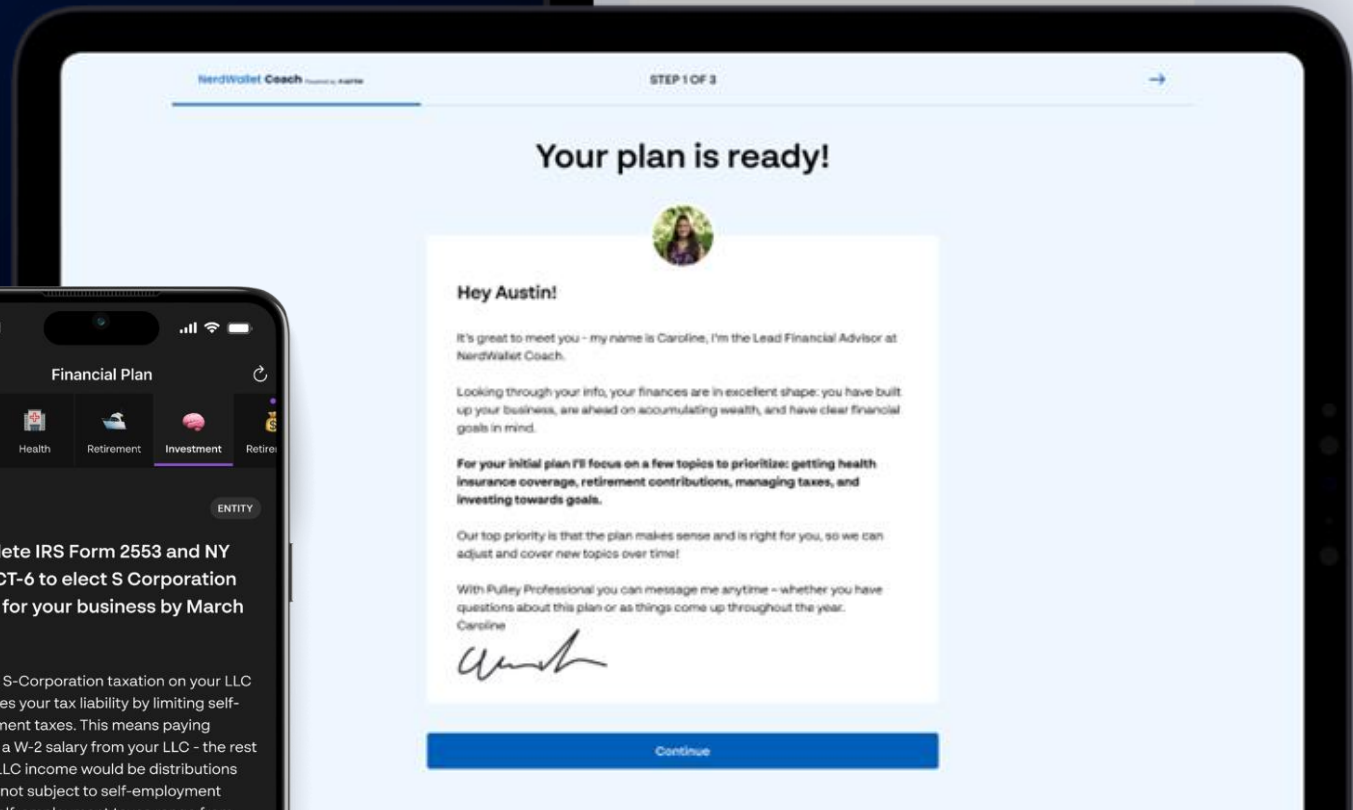 NerdWallet Coach
STEP 1 OF 3
→
Your plan is ready!
Hey Austin!
It's great to meet you - my name is Caroline, I'm the Lead Financial Advisor at
NerdWallet Coach.
Looking through your info, your finances are in excellent shape: you have built
up your business, are ahead on accumulating wealth, and have clear financial
goals in mind.
For your initial plan I'll focus on a few topics to prioritize: getting health
insurance coverage, retirement contributions, managing taxes, and
investing towards goals.
Our top priority is that the plan makes sense and is right for you, so we can
adjust and cover new topics over time!
With Pulley Professional you can message me anytime – whether you have
questions about this plan or as things come up throughout the year.
Caroline
Continue
Financial Plan
Health
Retirement
Investment
Retire
ENTITY
lete IRS Form 2553 and NY
CT-6 to elect S Corporation
for your business by March
S-Corporation taxation on your LLC
es your tax liability by limiting self-
ment taxes. This means paying
a W-2 salary from your LLC - the rest
LLC income would be distributions
not subject to self-employment